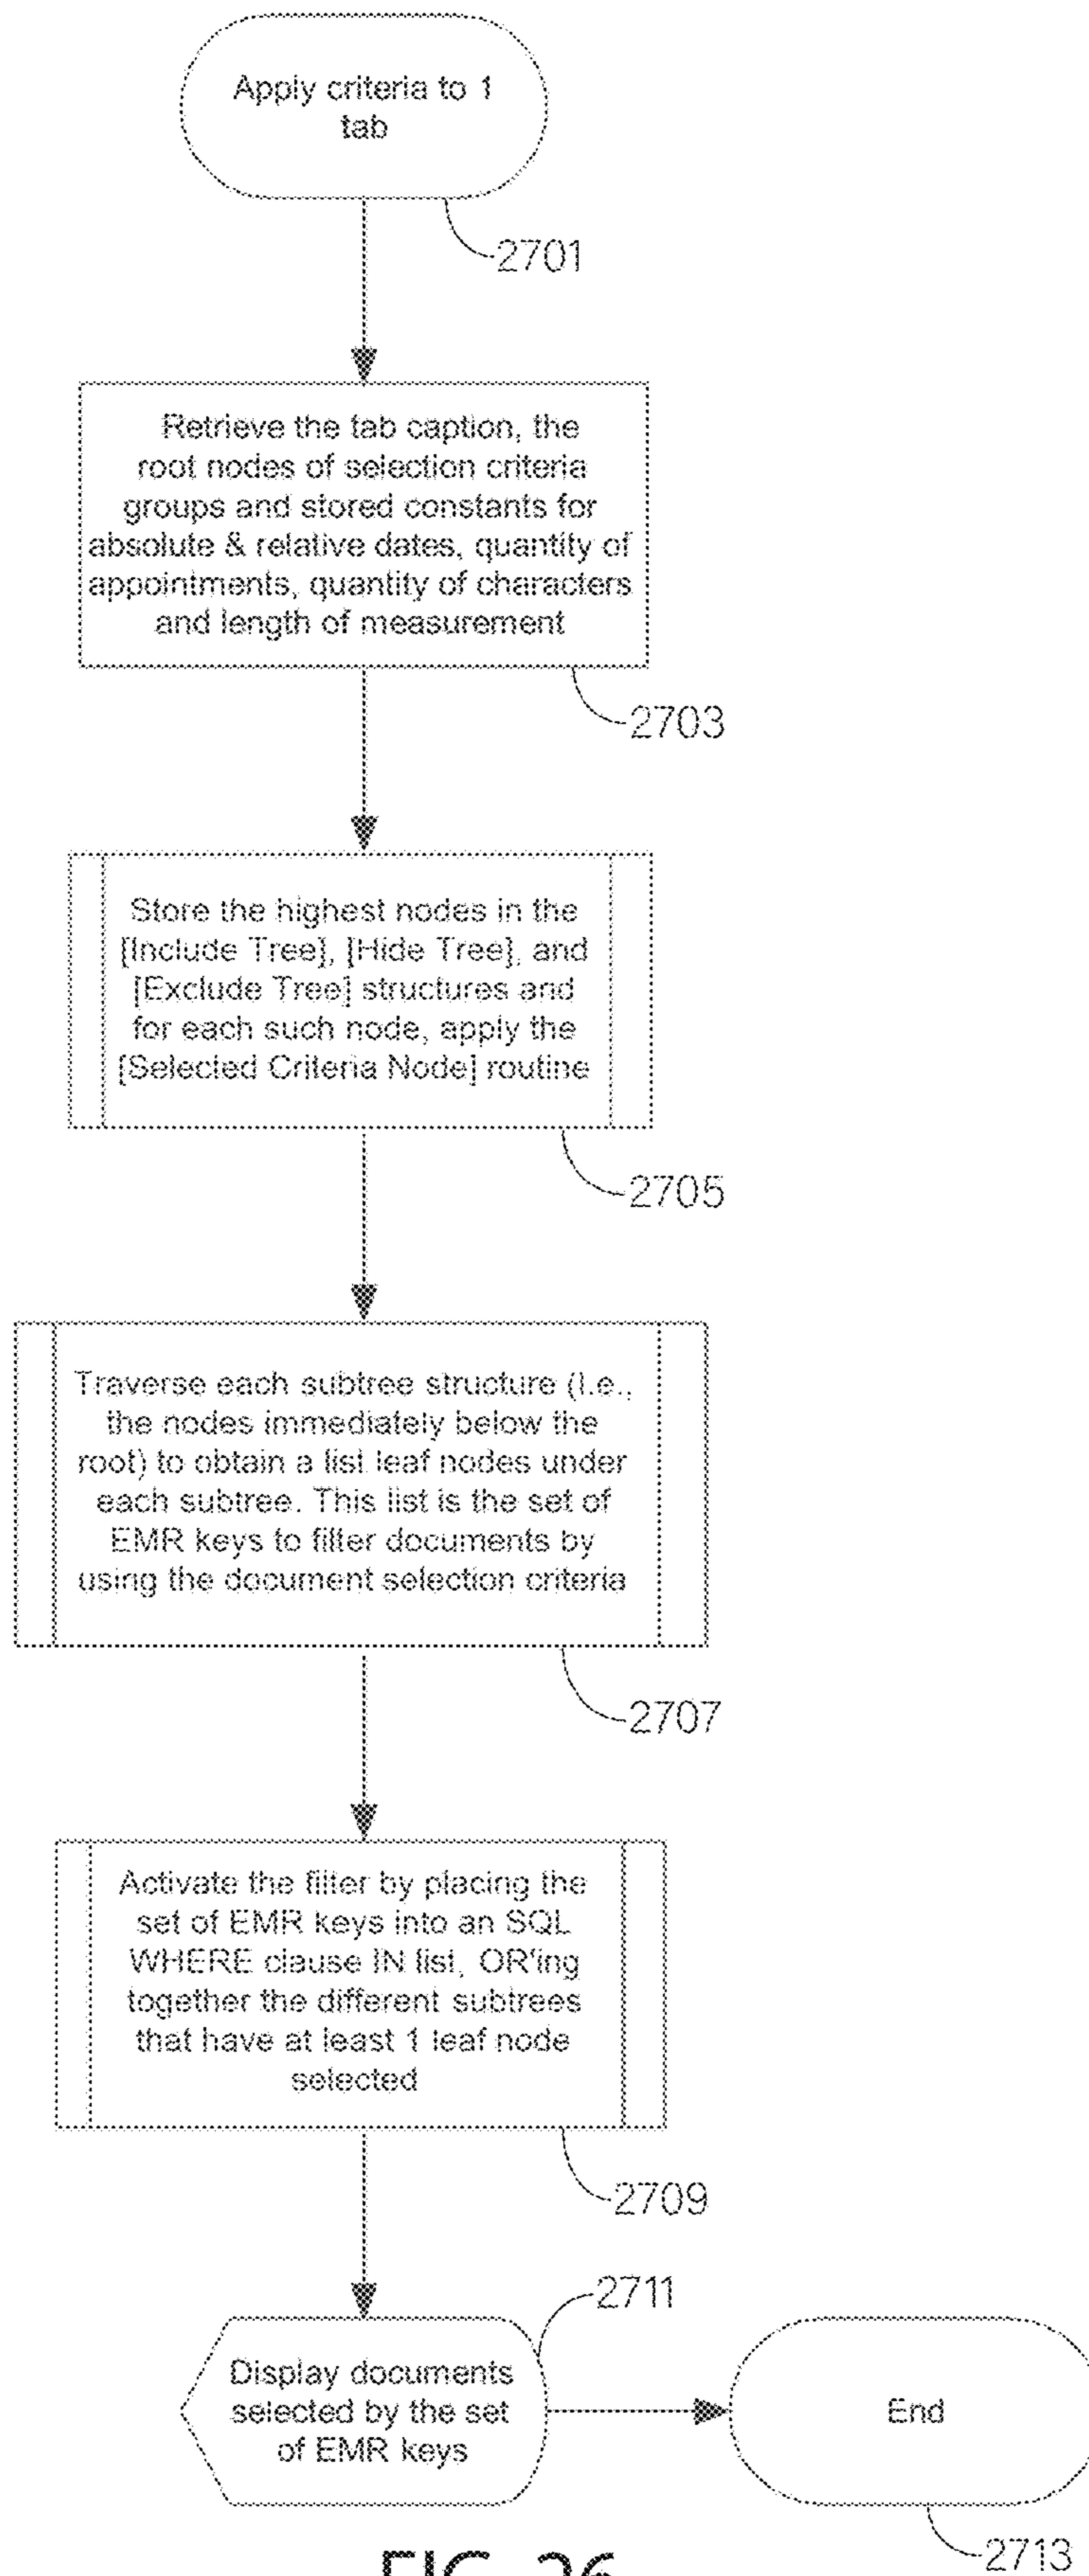 Apply criteria to 1
tab
2701
Retrieve the tab caption, the
root nodes of selection criteria
groups and stored constants for
absolute & relative dates, quantity of
appointments, quantity of characters
and length of measurement
2703
Store the highest nodes in the
[Include Tree], [Hide Tree], and
[Exclude Tree] structures and
for each such node, apply the
[Selected Criteria Node] routine
2705
Traverse each subtree structure (i.e.,
the nodes immediately below the
root) to obtain a list leaf nodes under
each subtree. This list is the set of
EMR keys to filter documents by
using the document selection criteria
2707
Activate the filter by placing the
set of EMR keys into an SQL
WHERE clause IN list, OR'ing
together the different subtrees
that have at least 1 leaf node
selected
2709
2711
Display documents
selected by the set
of EMR keys
End
2713
FIG. 26